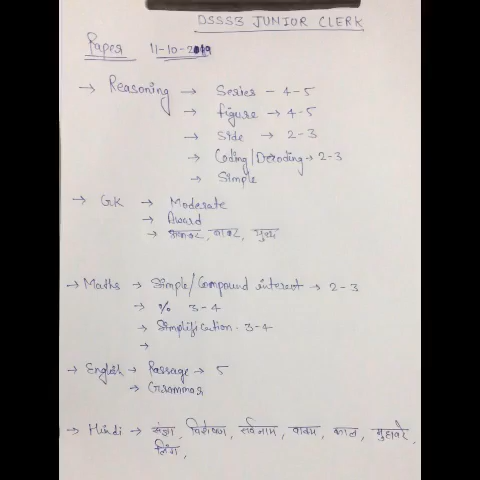 DSSSB JUNIOR CLERK
Paper 11-10-2019
→ Reasoning → Series - 4-5
→ figure → 4-5
→ Side → 2-3
→ Coding/Decoding → 2-3
→ Simple
→ GK → Moderate
→ Award
→ बाबर,
→ Maths → Simple/Compound interest → 2-3
→ % 3-4
→ Simplification - 3-4
→
→ English → Passage → 5
→ Grammar
→ Hindi → संज्ञा, विशेषण, सर्वनाम, वाक्य, काल, मुहावरे,
लिंग,